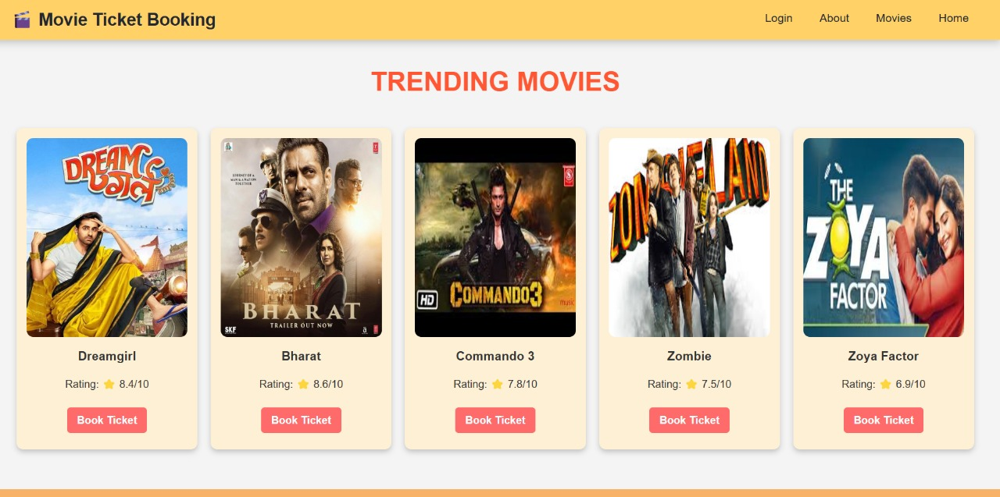 🎬 Movie Ticket Booking
Login About Movies Home
TRENDING MOVIES
DREAM
गर्ल
JOURNEY OF A
MAN & A NATION
TOGETHER
BHARAT
TRAILER OUT NOW
SKF
HD
COMMANDO3
music
ZOMBIELAND
THE
ZOYA
FACTOR
Dreamgirl
Rating: ⭐ 8.4/10
Book Ticket
Bharat
Rating: ⭐ 8.6/10
Book Ticket
Commando 3
Rating: ⭐ 7.8/10
Book Ticket
Zombie
Rating: ⭐ 7.5/10
Book Ticket
Zoya Factor
Rating: ⭐ 6.9/10
Book Ticket